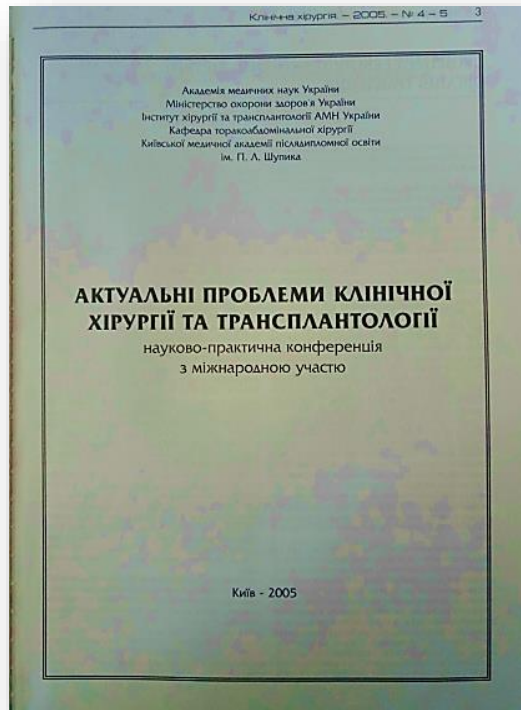 Клінічна хірургія. – 2005. – № 4 – 5 3
Академія медичних наук України
Міністерство охорони здоров'я України
Інститут хірургії та трансплантології АМН України
Кафедра торакоабдомінальної хірургії
Київської медичної академії післядипломної освіти
ім. П. Л. Шупика
АКТУАЛЬНІ ПРОБЛЕМИ КЛІНІЧНОЇ
ХІРУРГІЇ ТА ТРАНСПЛАНТОЛОГІЇ
науково-практична конференція
з міжнародною участю
Київ - 2005